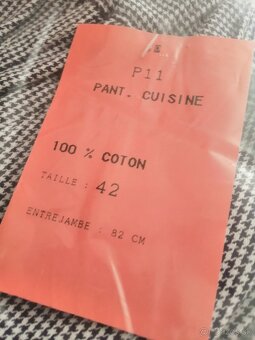 P11
PANT. CUISINE
100 % COTON
TAILLE : 42
ENTREJAMBE : 82 CM